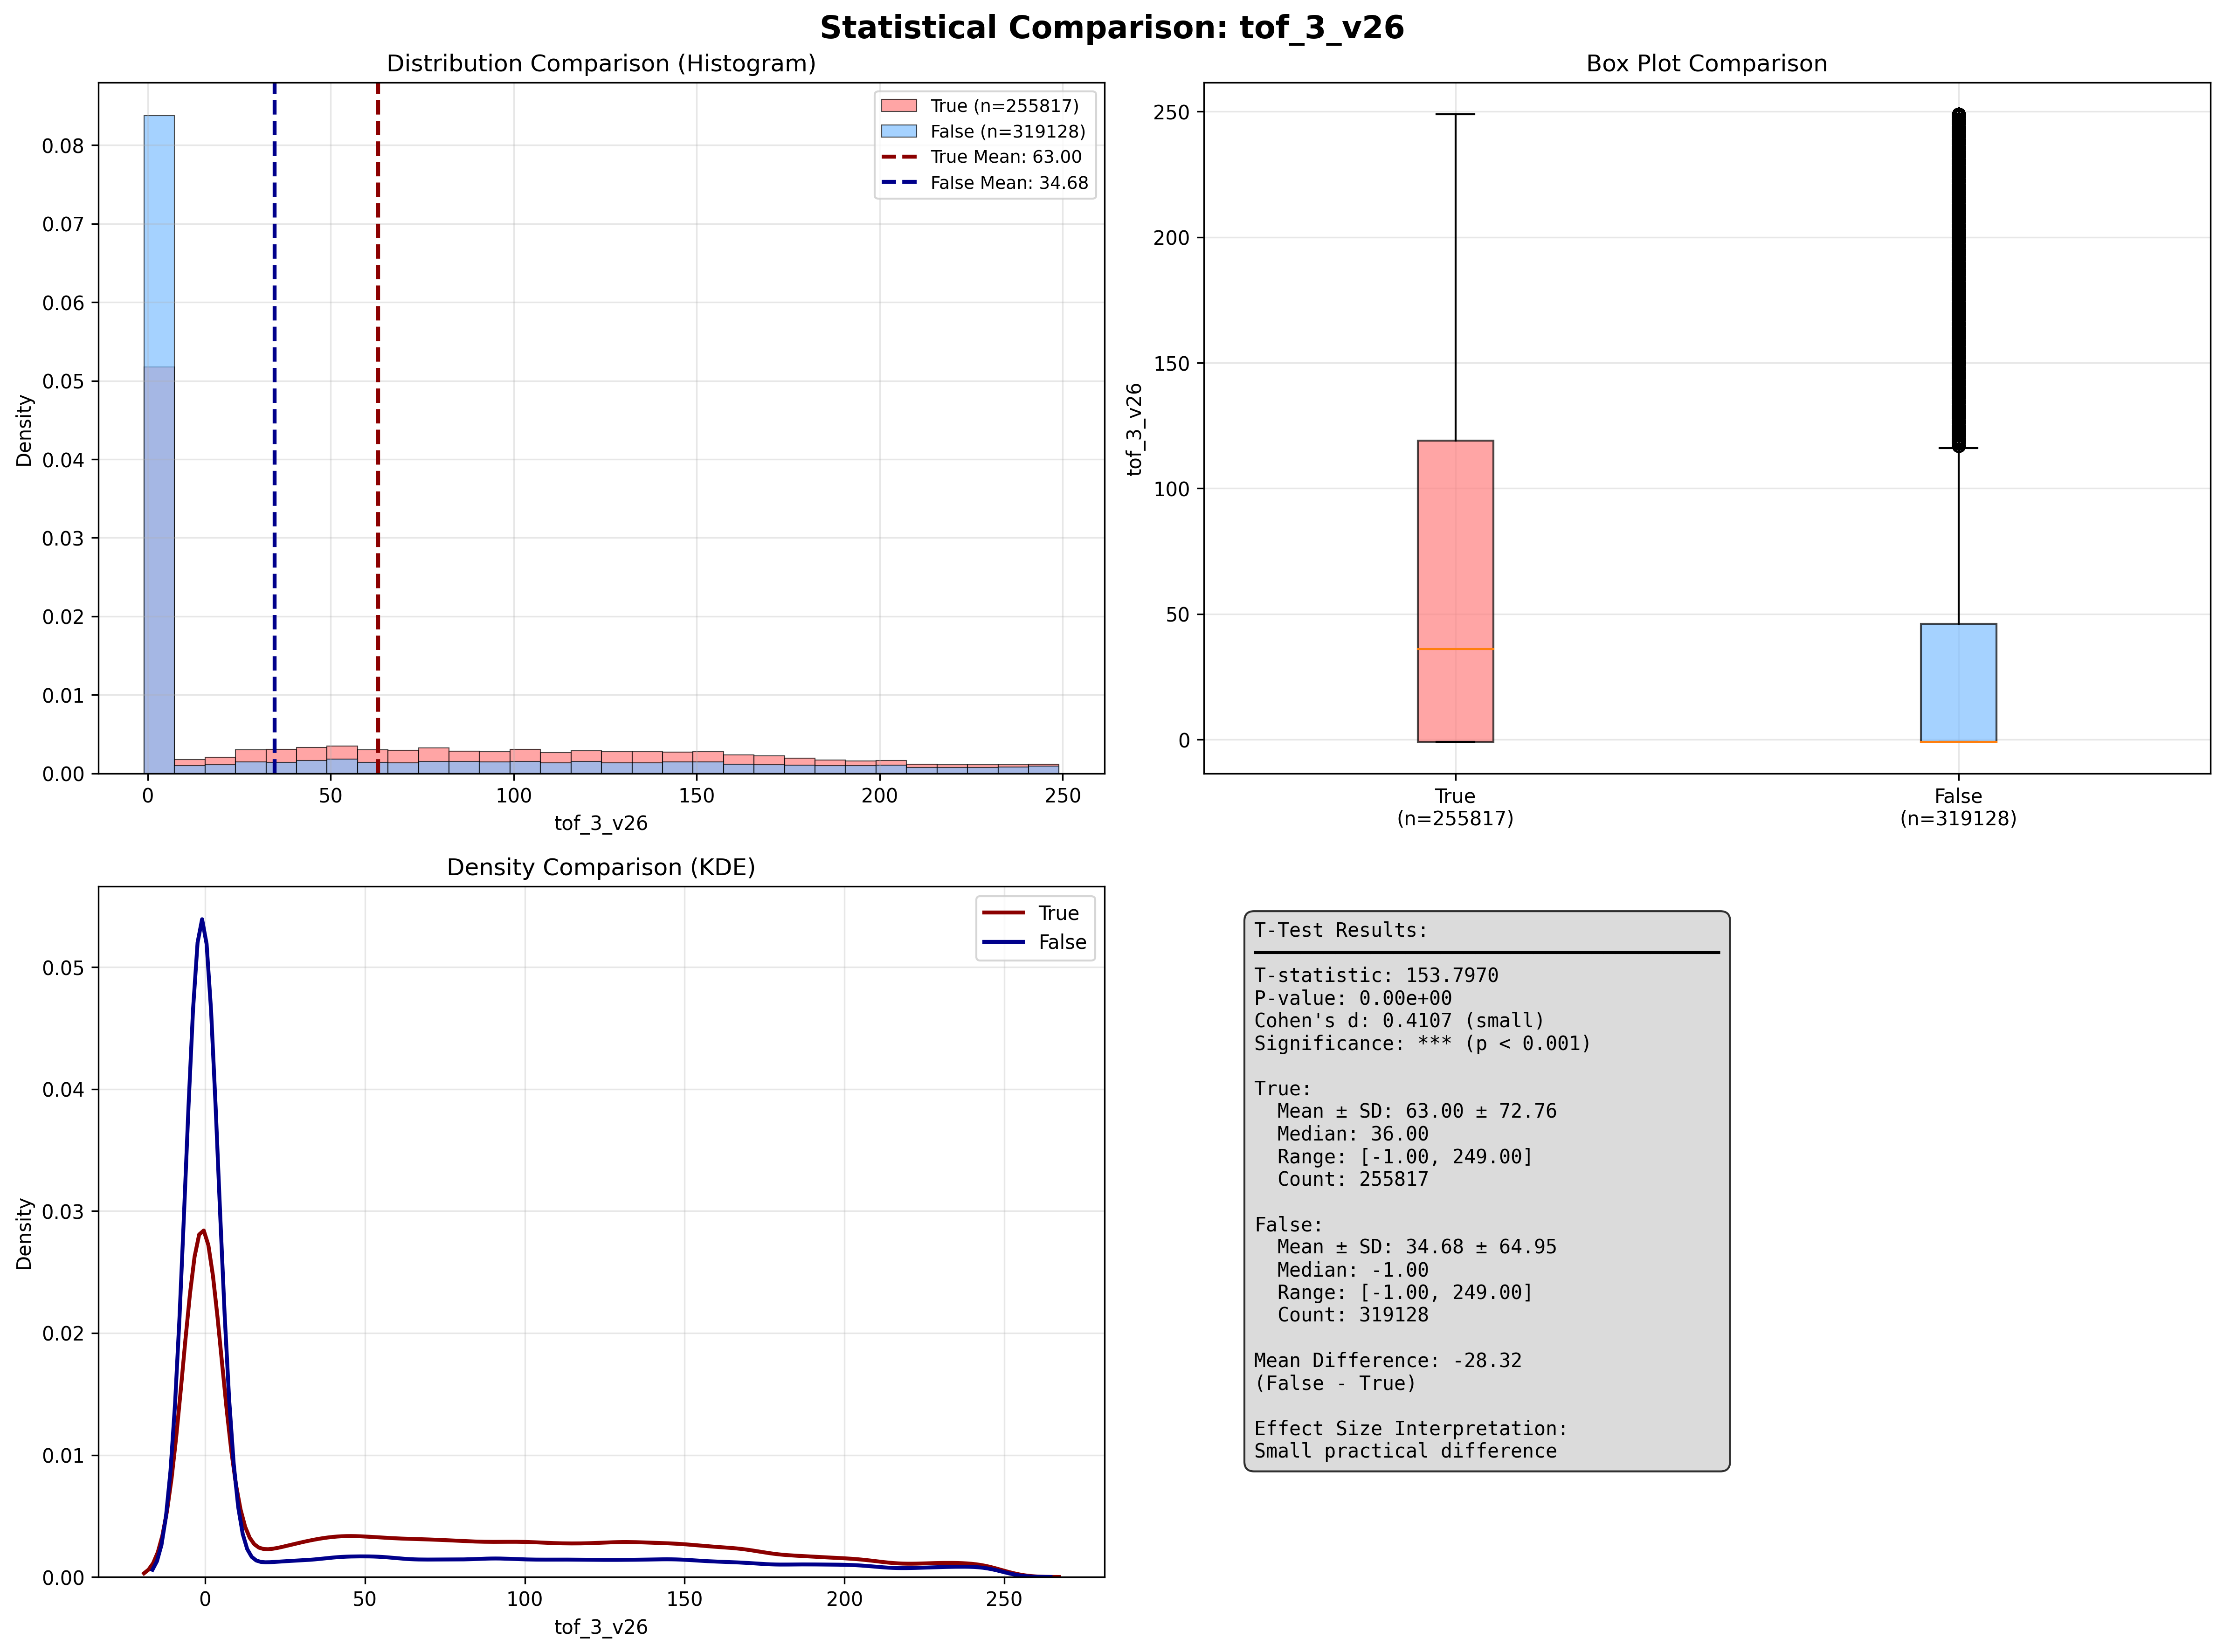 Statistical Comparison: tof_3_v26
Distribution Comparison (Histogram)
True (n=255817)
False (n=319128)
True Mean: 63.00
False Mean: 34.68
Density
0.08
0.07
0.06
0.05
0.04
0.03
0.02
0.01
0.00
0
50
100
150
200
250
tof_3_v26
Box Plot Comparison
tof_3_v26
250
200
150
100
50
0
True
(n=255817)
False
(n=319128)
Density Comparison (KDE)
True
False
Density
0.05
0.04
0.03
0.02
0.01
0.00
0
50
100
150
200
250
tof_3_v26
T-Test Results:
T-statistic: 153.7970
P-value: 0.00e+00
Cohen's d: 0.4107 (small)
Significance: *** (p < 0.001)
True:
Mean ± SD: 63.00 ± 72.76
Median: 36.00
Range: [-1.00, 249.00]
Count: 255817
False:
Mean ± SD: 34.68 ± 64.95
Median: -1.00
Range: [-1.00, 249.00]
Count: 319128
Mean Difference: -28.32
(False - True)
Effect Size Interpretation:
Small practical difference